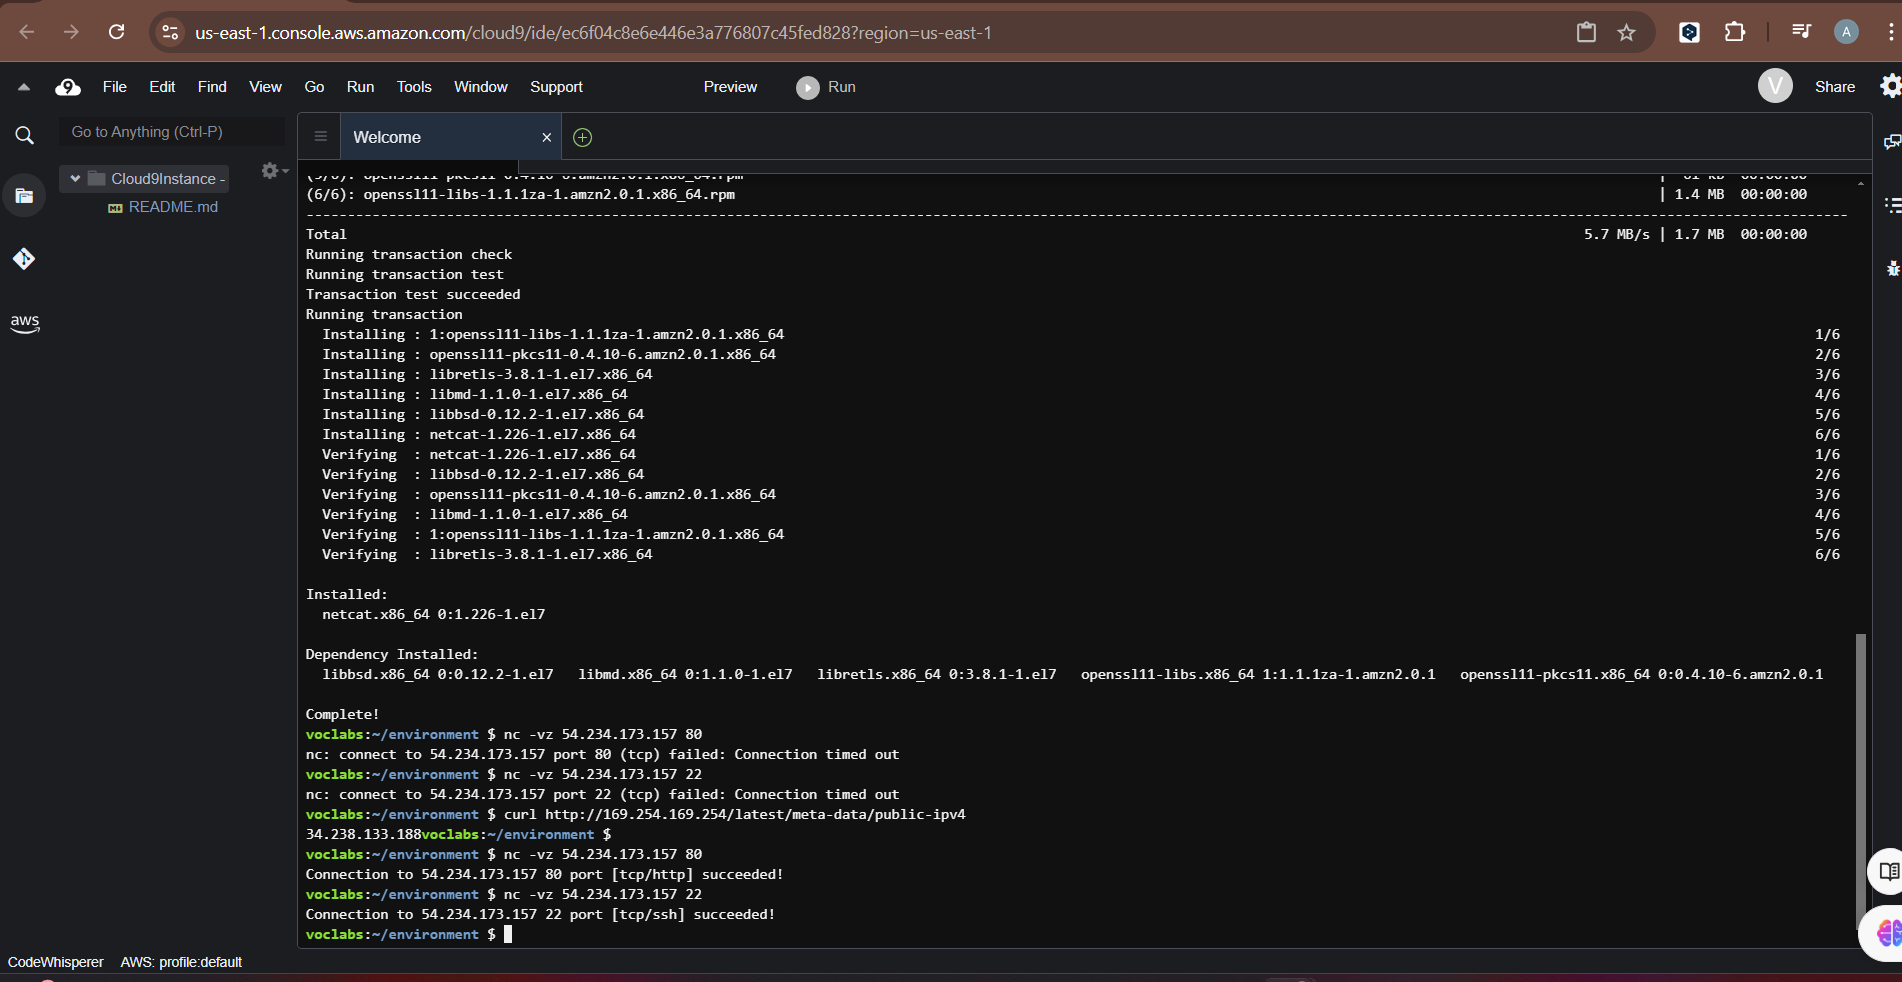 us-east-1.console.aws.amazon.com/cloud9/ide/ec6f04c8e6e446e3a776807c45fed828?region=us-east-1
A
9 File Edit Find View Go Run Tools Window Support Preview Run V Share
Go to Anything (Ctrl-P)
Welcome
Cloud9Instance -
README.md
aws
(5/6): openssl11-pkcs11-0.4.10-6.amzn2.0.1.x86_64.rpm | 61 kB 00:00:00
(6/6): openssl11-libs-1.1.1za-1.amzn2.0.1.x86_64.rpm | 1.4 MB 00:00:00
Total 5.7 MB/s | 1.7 MB 00:00:00
Running transaction check
Running transaction test
Transaction test succeeded
Running transaction
Installing : 1:openssl11-libs-1.1.1za-1.amzn2.0.1.x86_64 1/6
Installing : openssl11-pkcs11-0.4.10-6.amzn2.0.1.x86_64 2/6
Installing : libretls-3.8.1-1.el7.x86_64 3/6
Installing : libmd-1.1.0-1.el7.x86_64 4/6
Installing : libbsd-0.12.2-1.el7.x86_64 5/6
Installing : netcat-1.226-1.el7.x86_64 6/6
Verifying : netcat-1.226-1.el7.x86_64 1/6
Verifying : libbsd-0.12.2-1.el7.x86_64 2/6
Verifying : openssl11-pkcs11-0.4.10-6.amzn2.0.1.x86_64 3/6
Verifying : libmd-1.1.0-1.el7.x86_64 4/6
Verifying : 1:openssl11-libs-1.1.1za-1.amzn2.0.1.x86_64 5/6
Verifying : libretls-3.8.1-1.el7.x86_64 6/6
Installed:
netcat.x86_64 0:1.226-1.el7
Dependency Installed:
libbsd.x86_64 0:0.12.2-1.el7 libmd.x86_64 0:1.1.0-1.el7 libretls.x86_64 0:3.8.1-1.el7 openssl11-libs.x86_64 1:1.1.1za-1.amzn2.0.1 openssl11-pkcs11.x86_64 0:0.4.10-6.amzn2.0.1
Complete!
voclabs:~/environment $ nc -vz 54.234.173.157 80
nc: connect to 54.234.173.157 port 80 (tcp) failed: Connection timed out
voclabs:~/environment $ nc -vz 54.234.173.157 22
nc: connect to 54.234.173.157 port 22 (tcp) failed: Connection timed out
voclabs:~/environment $ curl http://169.254.169.254/latest/meta-data/public-ipv4
34.238.133.188voclabs:~/environment $
voclabs:~/environment $ nc -vz 54.234.173.157 80
Connection to 54.234.173.157 80 port [tcp/http] succeeded!
voclabs:~/environment $ nc -vz 54.234.173.157 22
Connection to 54.234.173.157 22 port [tcp/ssh] succeeded!
voclabs:~/environment $
CodeWhisperer AWS: profile:default